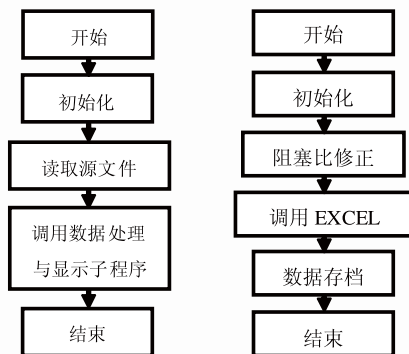 开始
初始化
读取源文件
调用数据处理
与显示子程序
结束
开始
初始化
阻塞比修正
调用 EXCEL
数据存档
结束